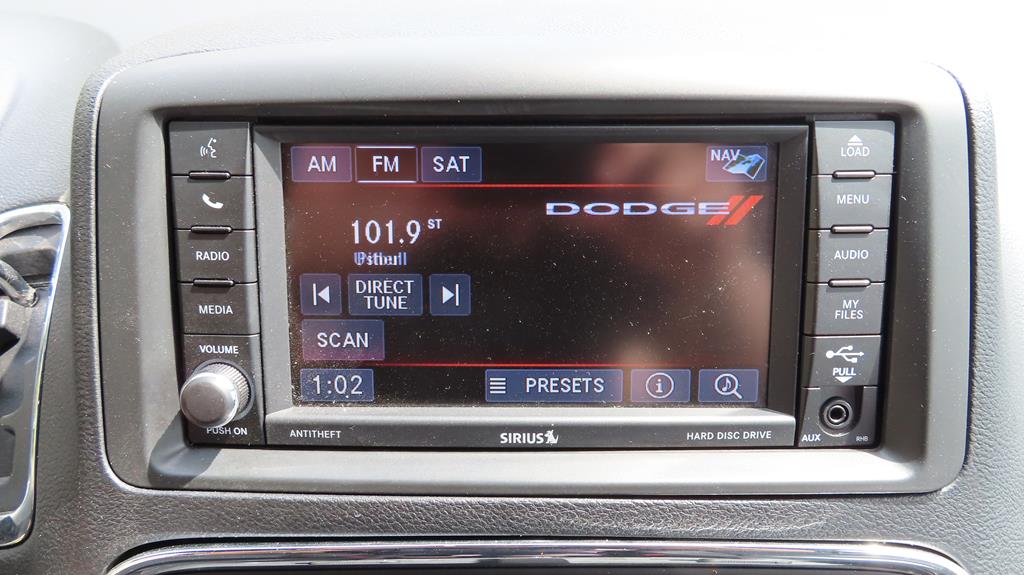 AM FM SAT NAV
DODGE
101.9 ST
DIRECT
TUNE
SCAN
1:02 PRESETS i
RADIO
MEDIA
VOLUME
PUSH ON
LOAD
MENU
AUDIO
MY
FILES
PULL
AUX RHB
ANTITHEFT SIRIUS HARD DISC DRIVE